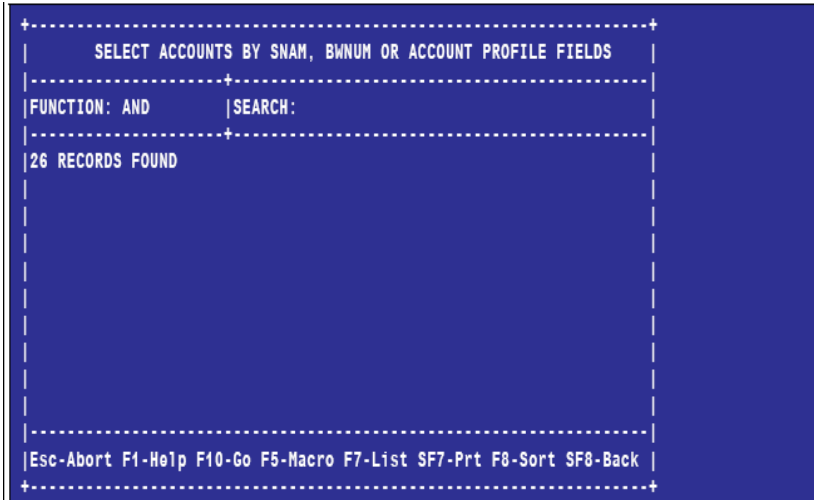 SELECT ACCOUNTS BY SNAM, BWNUM OR ACCOUNT PROFILE FIELDS
FUNCTION: AND |SEARCH:
26 RECORDS FOUND
Esc-Abort F1-Help F10-Go F5-Macro F7-List SF7-Prt F8-Sort SF8-Back